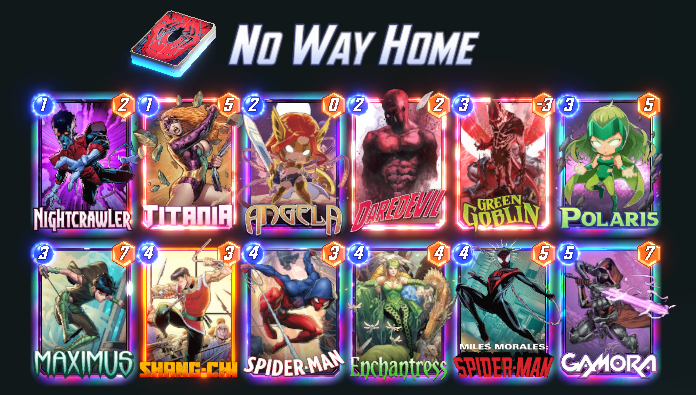 No Way Home
1 2 1 5 2 0 2 2 3 -3 3 5
Nightcrawler Titania Angela Daredevil Green Goblin Polaris
3 7 4 3 4 3 4 4 4 5 5 7
Maximus Shang-Chi Spider-Man Enchantress Miles Morales: Spider-Man Gamora